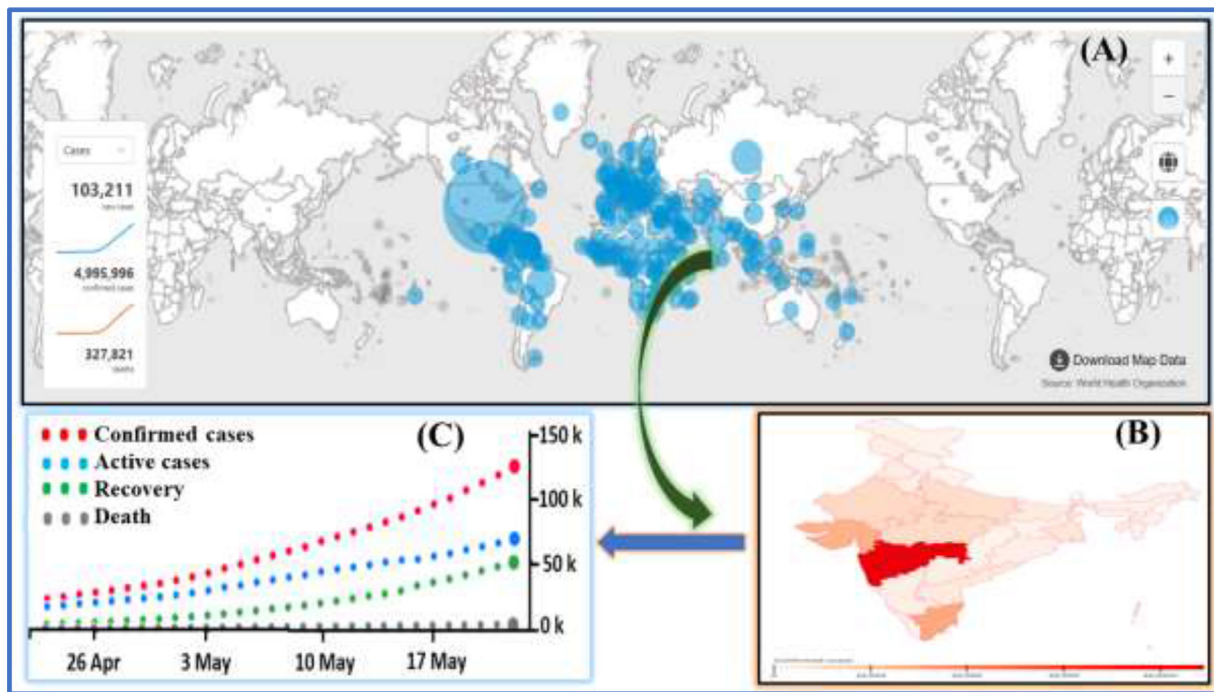 (A)
+
−
Cases
103,211
new cases
4,995,996
confirmed cases
327,821
deaths
Download Map Data
Source: World Health Organization
(C)
Confirmed cases
Active cases
Recovery
Death
150 k
100 k
50 k
0 k
26 Apr
3 May
10 May
17 May
(B)